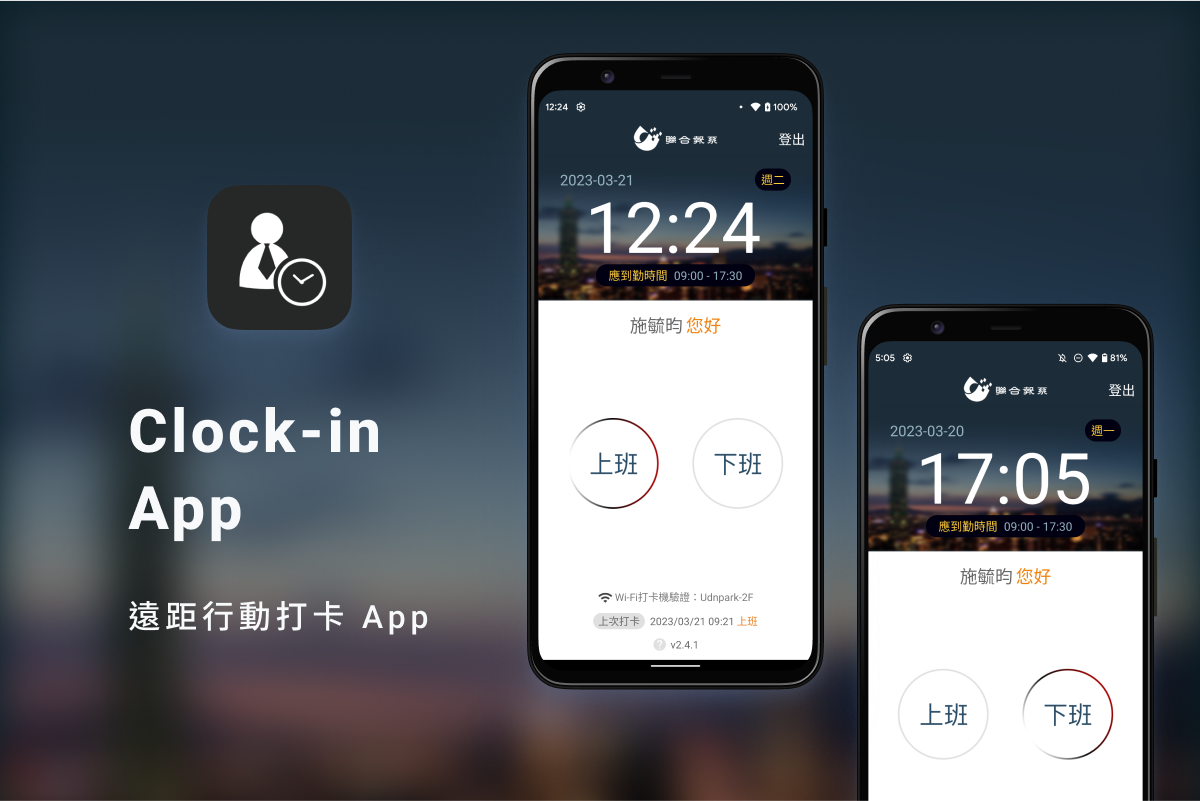 Clock-in
App
遠距行動打卡 App
12:24
100%
聯合報系
登出
2023-03-21
週二
12:24
應到勤時間 09:00 - 17:30
施毓昀 您好
上班
下班
Wi-Fi打卡機驗證：Udnpark-2F
上次打卡 2023/03/21 09:21 上班
? v2.4.1
5:05
81%
聯合報系
登出
2023-03-20
週一
17:05
應到勤時間 09:00 - 17:30
施毓昀 您好
上班
下班